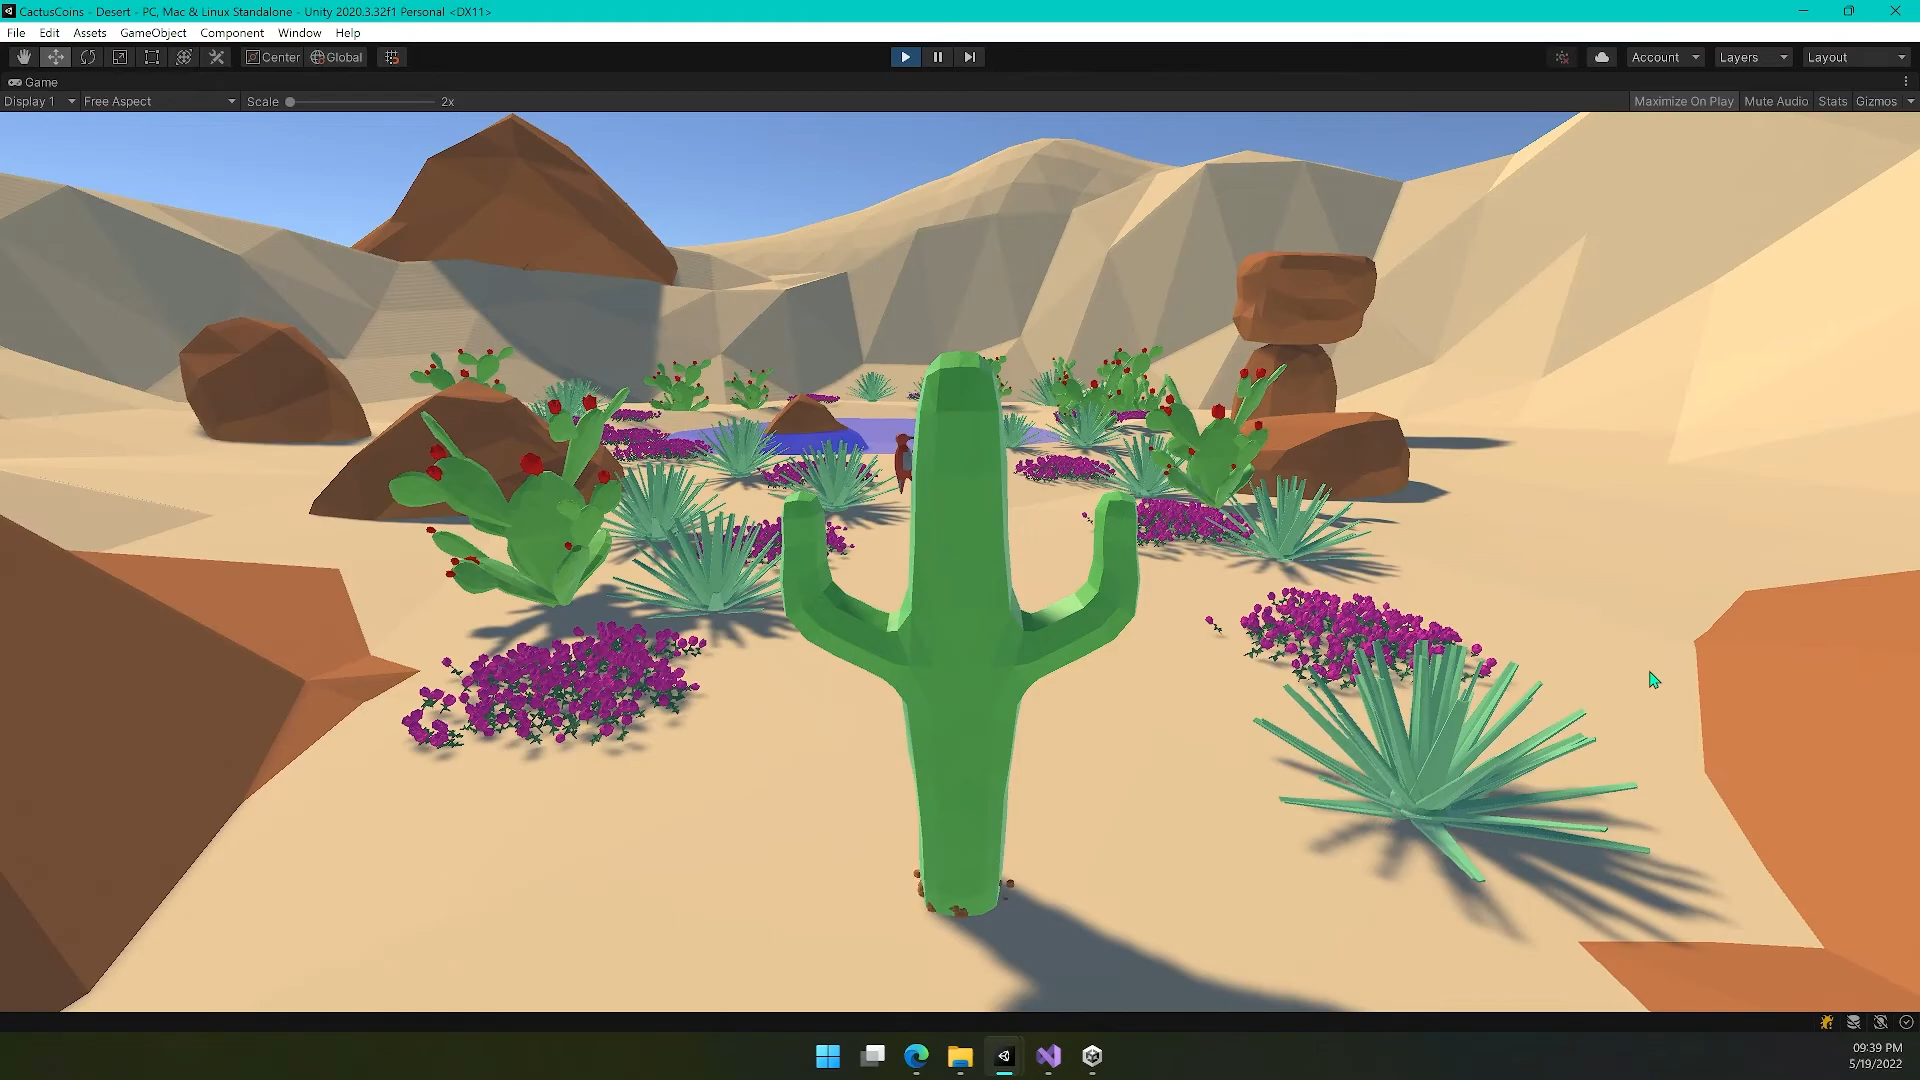 CactusCoins - Desert - PC, Mac & Linux Standalone - Unity 2020.3.32f1 Personal <DX11>
File Edit Assets GameObject Component Window Help
Center Global Account Layers Layout
Game
Display 1 Free Aspect Scale 2x Maximize On Play Mute Audio Stats Gizmos
09:39 PM
5/19/2022